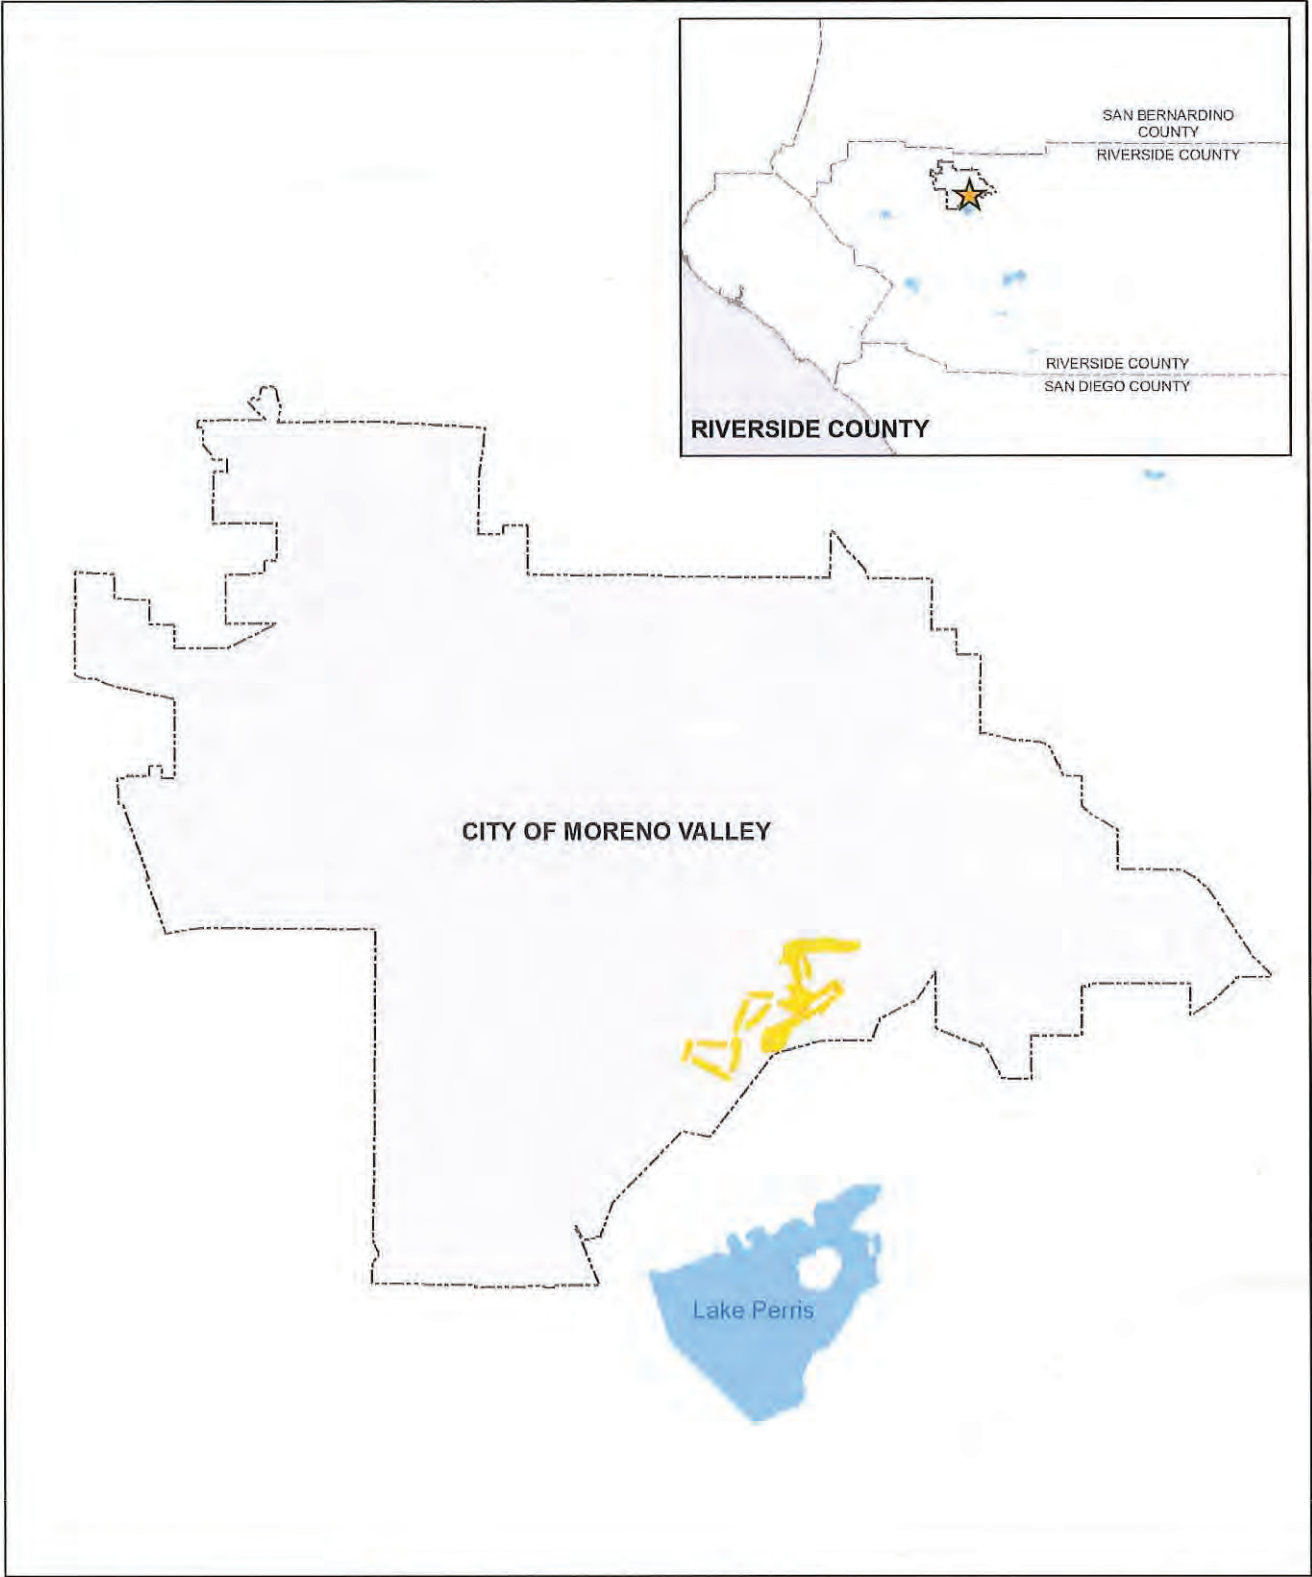 SAN BERNARDINO
COUNTY
RIVERSIDE COUNTY
RIVERSIDE COUNTY
SAN DIEGO COUNTY
RIVERSIDE COUNTY
CITY OF MORENO VALLEY
Lake Perris